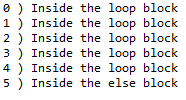 0 ) Inside the loop block
1 ) Inside the loop block
2 ) Inside the loop block
3 ) Inside the loop block
4 ) Inside the loop block
5 ) Inside the else block